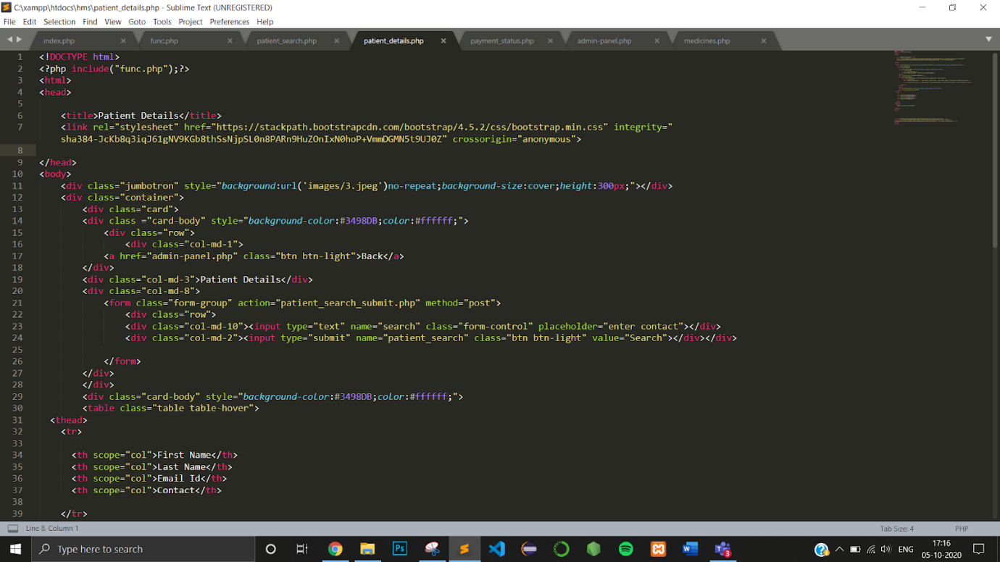 C:\xampp\htdocs\hms\patient_details.php - Sublime Text (UNREGISTERED)
File Edit Selection Find View Goto Tools Project Preferences Help
index.php func.php patient_search.php patient_details.php payment_status.php admin-panel.php medicines.php
1 <!DOCTYPE html>
2 <?php include("func.php");?>
3 <html>
4 <head>
5
6 <title>Patient Details</title>
7 <link rel="stylesheet" href="https://stackpath.bootstrapcdn.com/bootstrap/4.5.2/css/bootstrap.min.css" integrity="
sha384-JcKb8q3iqJ61gNV9KGb8thSsNjpSL0n8PARn9HuZOnIxN0hoP+VmmDGMN5t9UJ0Z" crossorigin="anonymous">
8
9 </head>
10 <body>
11 <div class="jumbotron" style="background:url('images/3.jpeg')no-repeat;background-size:cover;height:300px;"></div>
12 <div class="container">
13 <div class="card">
14 <div class ="card-body" style="background-color:#3498DB;color:#ffffff;">
15 <div class="row">
16 <div class="col-md-1">
17 <a href="admin-panel.php" class="btn btn-light">Back</a>
18 </div>
19 <div class="col-md-3">Patient Details</div>
20 <div class="col-md-8">
21 <form class="form-group" action="patient_search_submit.php" method="post">
22 <div class="row">
23 <div class="col-md-10"><input type="text" name="search" class="form-control" placeholder="enter contact"></div>
24 <div class="col-md-2"><input type="submit" name="patient_search" class="btn btn-light" value="Search"></div></div>
25
26 </form>
27 </div>
28 </div>
29 <div class="card-body" style="background-color:#3498DB;color:#ffffff;">
30 <table class="table table-hover">
31 <thead>
32 <tr>
33
34 <th scope="col">First Name</th>
35 <th scope="col">Last Name</th>
36 <th scope="col">Email Id</th>
37 <th scope="col">Contact</th>
38
39 </tr>
Line 8, Column 1 Tab Size: 4 PHP
Type here to search
Ps
3
ENG
17:16
05-10-2020